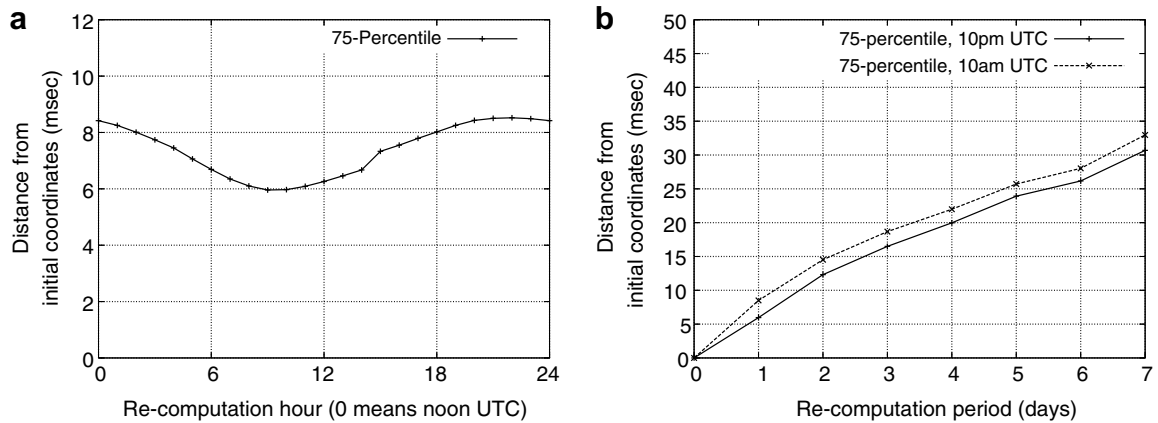 a
12
10
8
6
4
2
0
75-Percentile
0 6 12 18 24
Distance from
initial coordinates (msec)
Re-computation hour (0 means noon UTC)
b
50
45
40
35
30
25
20
15
10
5
0
75-percentile, 10pm UTC
75-percentile, 10am UTC
0 1 2 3 4 5 6 7
Distance from
initial coordinates (msec)
Re-computation period (days)